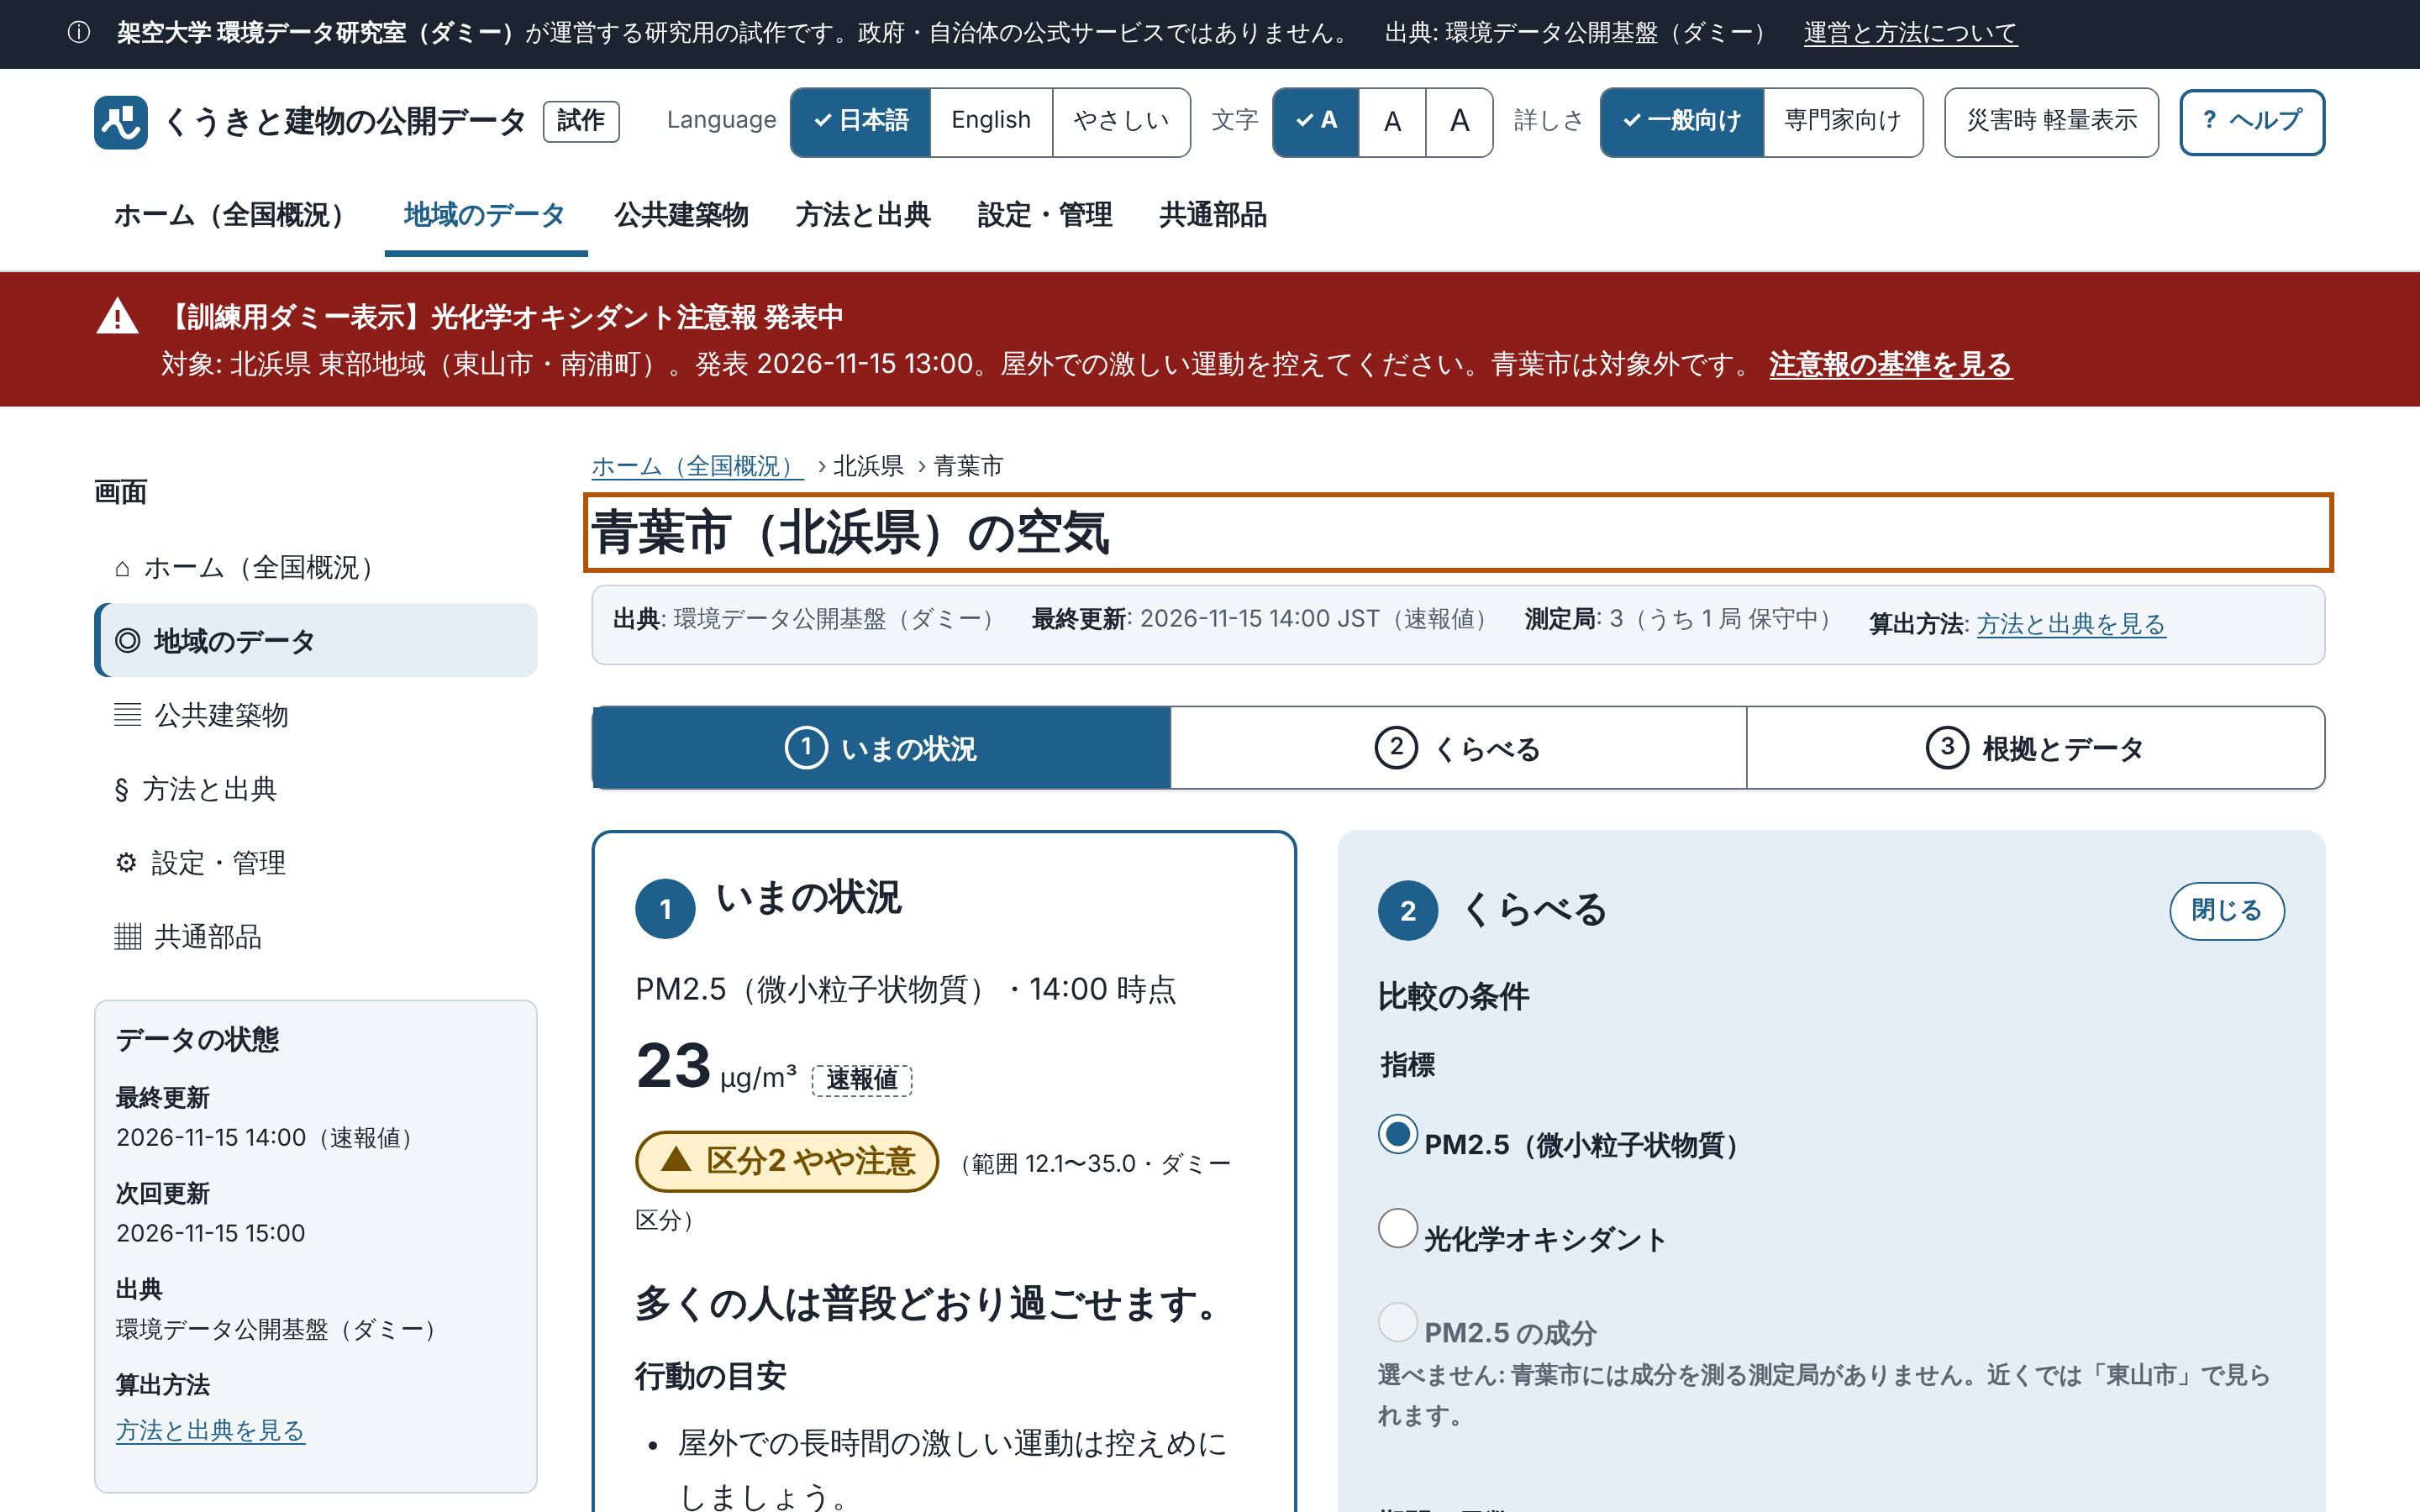 ⓘ 架空大学 環境データ研究室（ダミー）が運営する研究用の試作です。政府・自治体の公式サービスではありません。 出典: 環境データ公開基盤（ダミー） 運営と方法について
くうきと建物の公開データ 試作 Language ✓ 日本語 English やさしい 文字 ✓ A A A 詳しさ ✓ 一般向け 専門家向け 災害時 軽量表示 ? ヘルプ
ホーム（全国概況） 地域のデータ 公共建築物 方法と出典 設定・管理 共通部品
【訓練用ダミー表示】光化学オキシダント注意報 発表中
対象: 北浜県 東部地域（東山市・南浦町）。発表 2026-11-15 13:00。屋外での激しい運動を控えてください。青葉市は対象外です。 注意報の基準を見る
画面
⌂ ホーム（全国概況）
◎ 地域のデータ
▤ 公共建築物
§ 方法と出典
⚙ 設定・管理
▦ 共通部品
データの状態
最終更新
2026-11-15 14:00（速報値）
次回更新
2026-11-15 15:00
出典
環境データ公開基盤（ダミー）
算出方法
方法と出典を見る
ホーム（全国概況） › 北浜県 › 青葉市
青葉市（北浜県）の空気
出典: 環境データ公開基盤（ダミー） 最終更新: 2026-11-15 14:00 JST（速報値） 測定局: 3（うち 1 局 保守中） 算出方法: 方法と出典を見る
1 いまの状況 2 くらべる 3 根拠とデータ
1 いまの状況
PM2.5（微小粒子状物質）・14:00 時点
23 µg/m³ 速報値
▲ 区分2 やや注意 （範囲 12.1〜35.0・ダミー
区分）
多くの人は普段どおり過ごせます。
行動の目安
• 屋外での長時間の激しい運動は控えめに
しましょう。
2 くらべる 閉じる
比較の条件
指標
PM2.5（微小粒子状物質）
光化学オキシダント
PM2.5 の成分
選べません: 青葉市には成分を測る測定局がありません。近くでは「東山市」で見ら
れます。